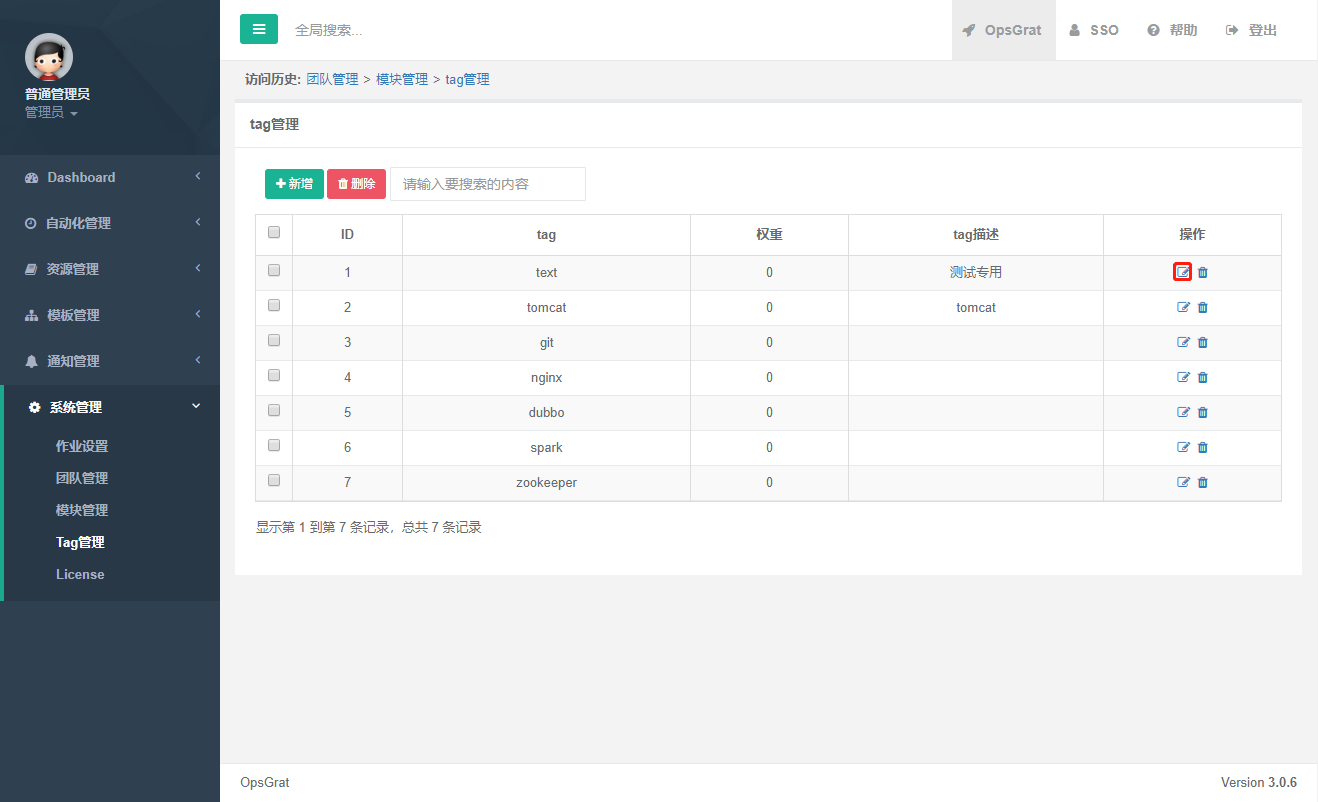 全局搜索...
OpsGrat
SSO
帮助
登出
普通管理员
管理员
Dashboard
自动化管理
资源管理
模板管理
通知管理
系统管理
作业设置
团队管理
模块管理
Tag管理
License
访问历史: 团队管理 > 模块管理 > tag管理
tag管理
新增 删除 请输入要搜索的内容
ID tag 权重 tag描述 操作
1 text 0 测试专用
2 tomcat 0 tomcat
3 git 0
4 nginx 0
5 dubbo 0
6 spark 0
7 zookeeper 0
显示第 1 到第 7 条记录，总共 7 条记录
OpsGrat
Version 3.0.6